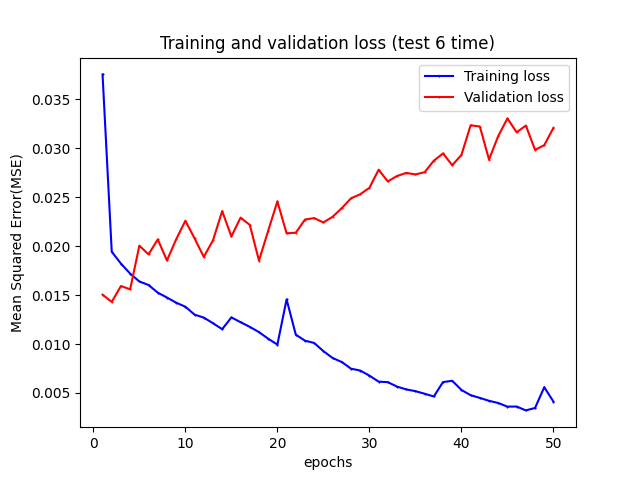 Training and validation loss (test 6 time)
Training loss
Validation loss
0.035
0.030
0.025
0.020
0.015
0.010
0.005
Mean Squared Error(MSE)
0 10 20 30 40 50
epochs